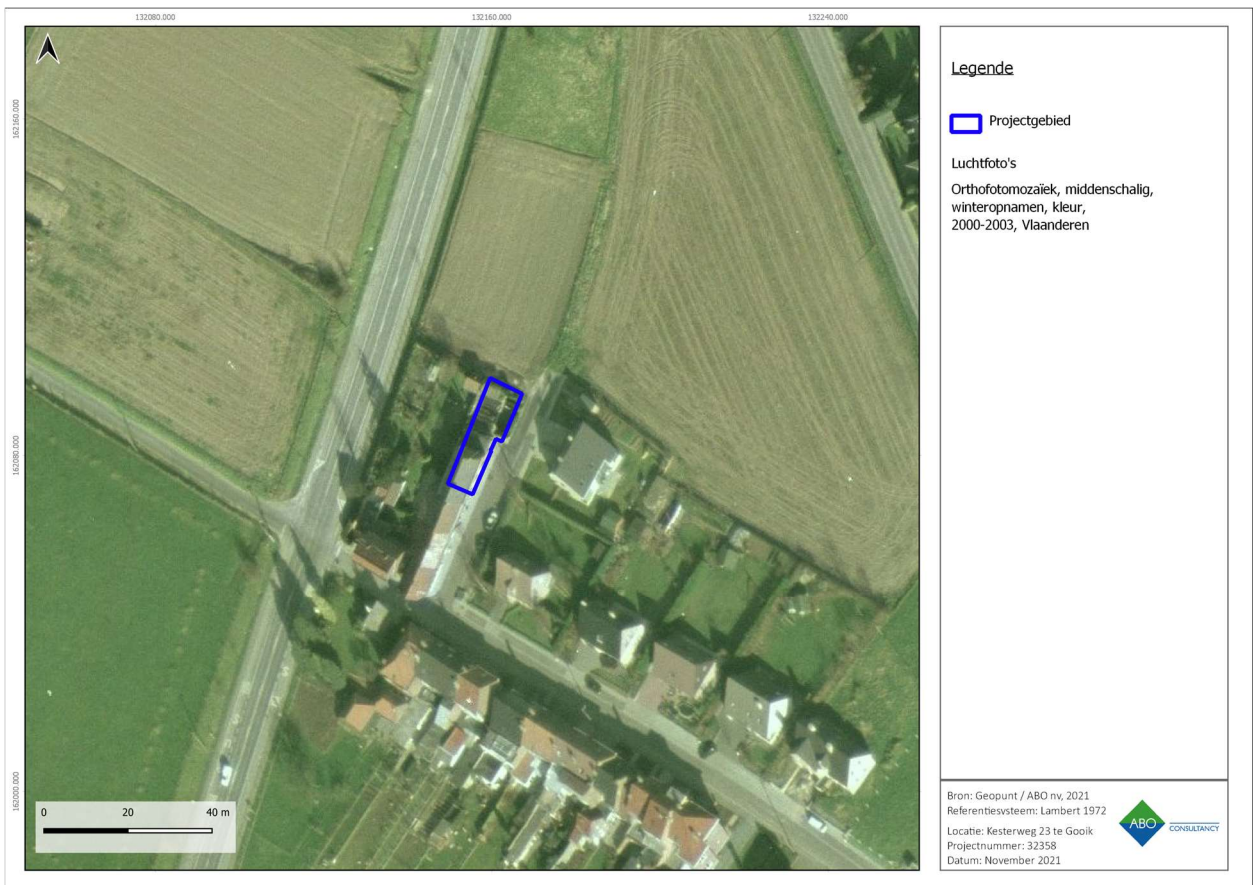 132080.000 132160.000 132240.000
162160.000
162080.000
162000.000
0 20 40 m
Legende
Projectgebied
Luchtfoto's
Orthofotomozaïek, middenschalig,
winteropnamen, kleur,
2000-2003, Vlaanderen
Bron: Geopunt / ABO nv, 2021
Referentiesysteem: Lambert 1972
Locatie: Kesterweg 23 te Gooik
Projectnummer: 32358
Datum: November 2021
ABO CONSULTANCY